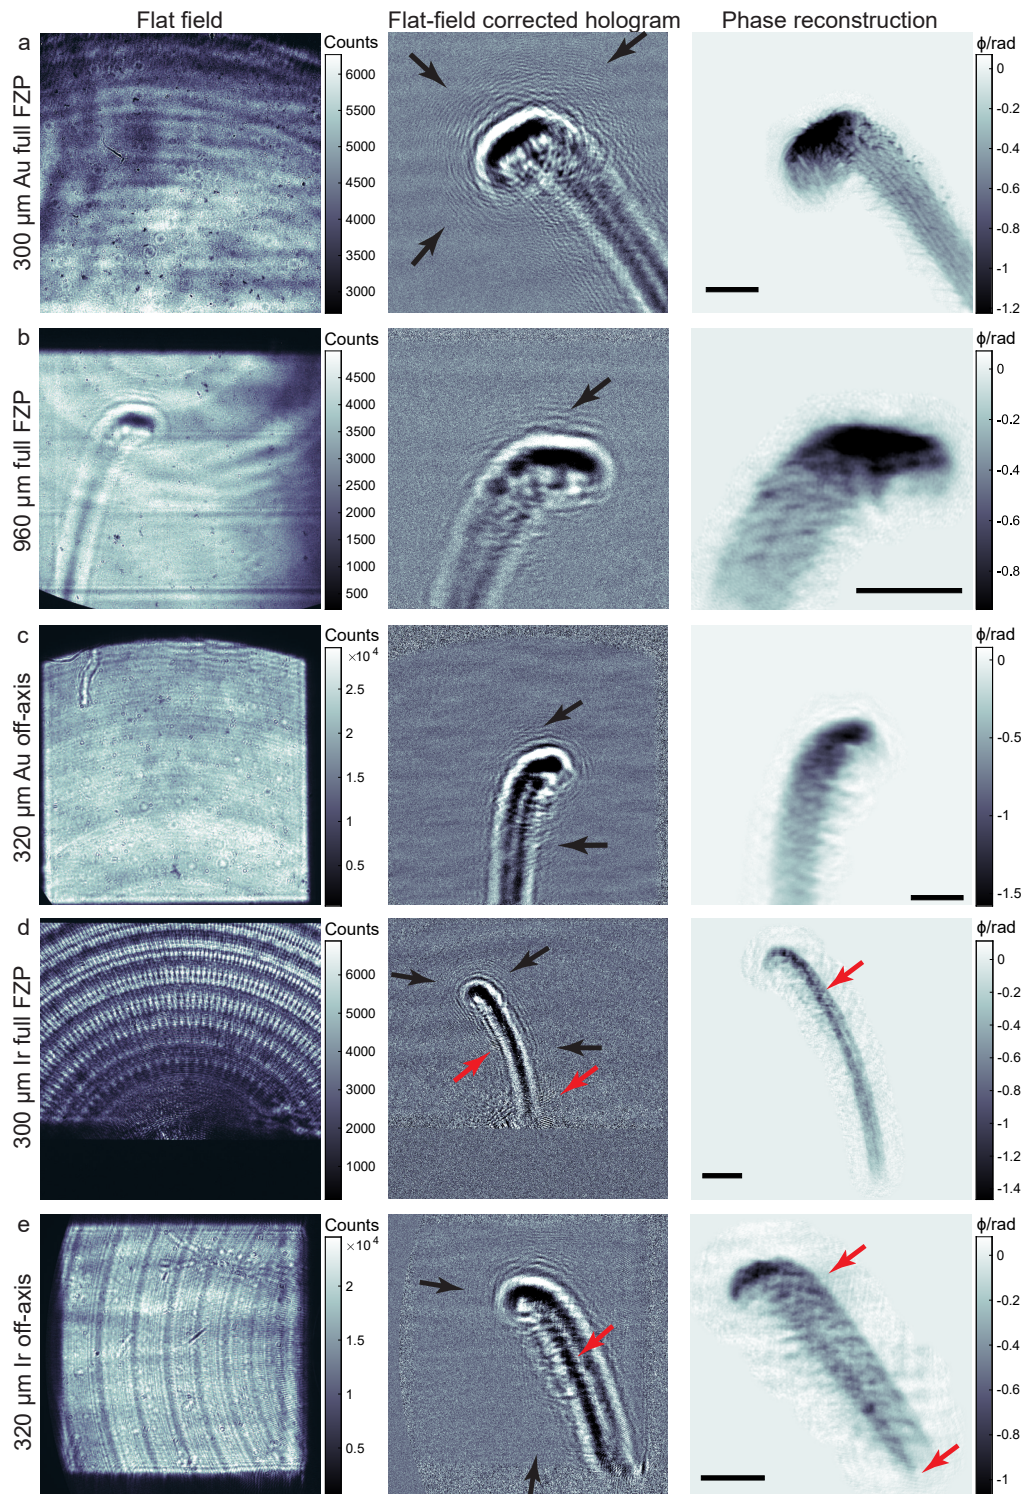 Flat field
Flat-field corrected hologram
Phase reconstruction
a
300 µm Au full FZP
Counts
6000
5500
5000
4500
4000
3500
3000
ϕ/rad
0
-0.2
-0.4
-0.6
-0.8
-1
-1.2
b
960 µm full FZP
Counts
4500
4000
3500
3000
2500
2000
1500
1000
500
ϕ/rad
0
-0.2
-0.4
-0.6
-0.8
c
320 µm Au off-axis
Counts
×10⁴
2.5
2
1.5
1
0.5
ϕ/rad
0
-0.5
-1
-1.5
d
300 µm Ir full FZP
Counts
6000
5000
4000
3000
2000
1000
ϕ/rad
0
-0.2
-0.4
-0.6
-0.8
-1
-1.2
-1.4
e
320 µm Ir off-axis
Counts
×10⁴
2
1.5
1
0.5
ϕ/rad
0
-0.2
-0.4
-0.6
-0.8
-1